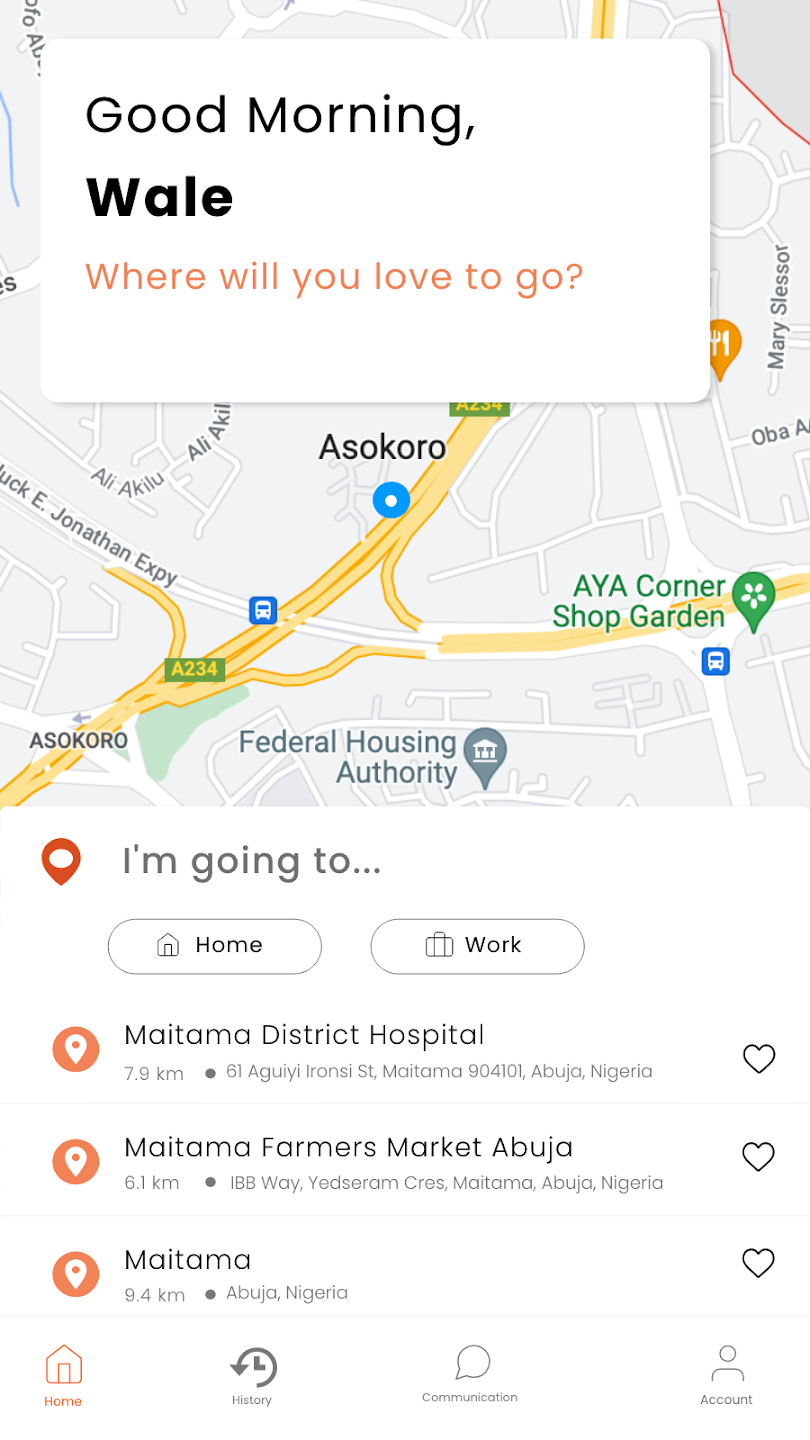 Good Morning,
Wale
Where will you love to go?
Mary Slessor
A234
Asokoro
Ali Akilu
Ali Akilu
E. Jonathan Expy
AYA Corner
Shop Garden
A234
ASOKORO
Federal Housing
Authority
I'm going to...
Home
Work
Maitama District Hospital
7.9 km ● 61 Aguiyi Ironsi St, Maitama 904101, Abuja, Nigeria
Maitama Farmers Market Abuja
6.1 km ● IBB Way, Yedseram Cres, Maitama, Abuja, Nigeria
Maitama
9.4 km ● Abuja, Nigeria
Home
History
Communication
Account